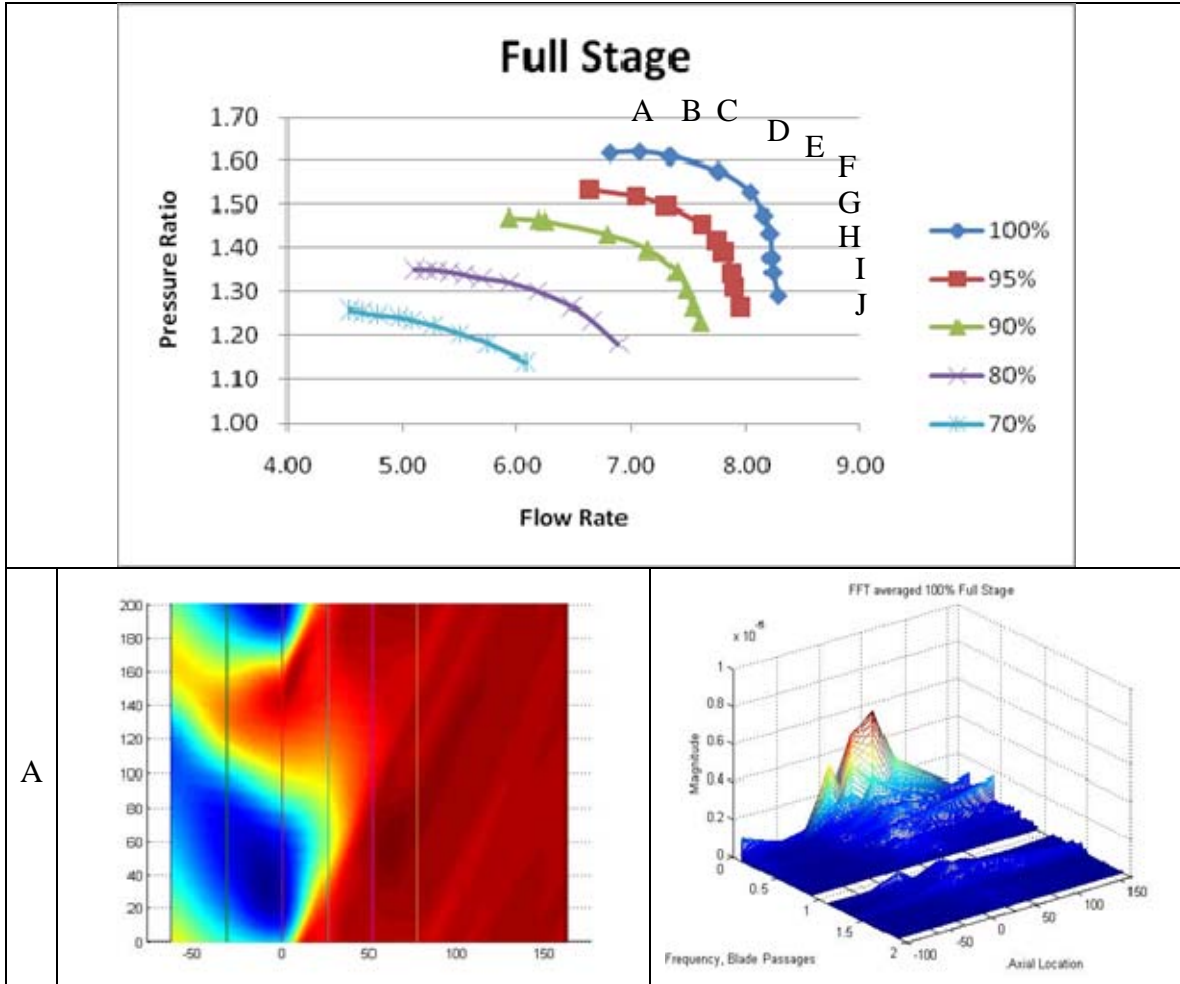 Full Stage
A B C
D
E
F
G
H
I
J
1.70
1.60
1.50
1.40
1.30
1.20
1.10
1.00
Pressure Ratio
4.00 5.00 6.00 7.00 8.00 9.00
Flow Rate
100%
95%
90%
80%
70%
A
200
180
160
140
120
100
80
60
40
20
0
-50 0 50 100 150
FFT averaged 100% Full Stage
1
0.8
0.6
0.4
0.2
0
Magnitude
0 0.5 1 1.5 2
-100 -50 0 50 100 150
Frequency, Blade Passages
Axial Location